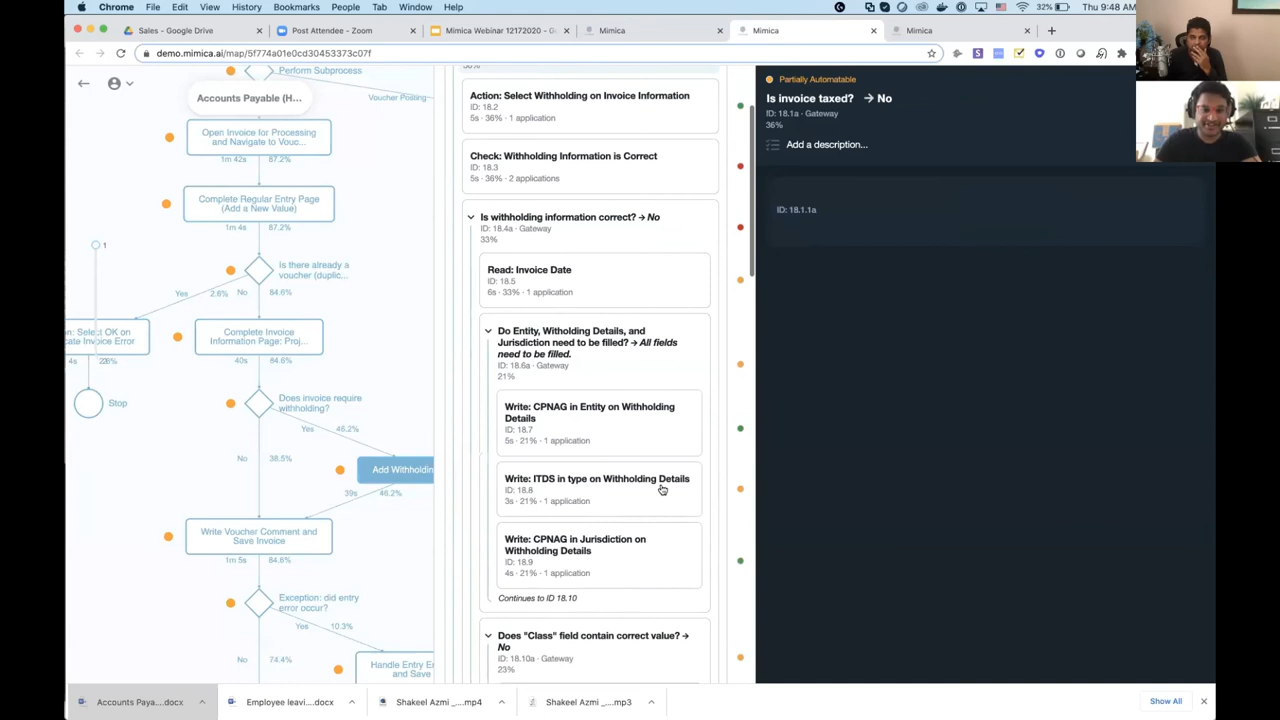 Chrome File Edit View History Bookmarks People Tab Window Help
32% Thu 9:48 AM
Sales - Google Drive
Post Attendee - Zoom
Mimica Webinar 12172020 - G
Mimica
Mimica
Mimica
demo.mimica.ai/map/5f774a01e0cd30453373c07f
Perform Subprocess
Voucher Posting
Accounts Payable (H...
Open Invoice for Processing
and Navigate to Vouc...
1m 42s 87.2%
Complete Regular Entry Page
(Add a New Value)
1m 4s 87.2%
1
Is there already a
voucher (duplic...
Yes 2.6% No 84.6%
n: Select OK on
cate Invoice Error
4s
Complete Invoice
Information Page: Proj...
40s 84.6%
Stop
Does invoice require
withholding?
Yes 46.2%
No 38.5%
Add Withholdin
39s 46.2%
Write Voucher Comment and
Save Invoice
1m 5s 84.6%
Exception: did entry
error occur?
Yes 10.3%
No 74.4%
Handle Entry E
and Save
Action: Select Withholding on Invoice Information
ID: 18.2
5s · 36% · 1 application
Check: Withholding Information is Correct
ID: 18.3
5s · 36% · 2 applications
Is withholding information correct? → No
ID: 18.4a · Gateway
33%
Read: Invoice Date
ID: 18.5
6s · 33% · 1 application
Do Entity, Witholding Details, and
Jurisdiction need to be filled? → All fields
need to be filled.
ID: 18.6a · Gateway
21%
Write: CPNAG in Entity on Withholding
Details
ID: 18.7
5s · 21% · 1 application
Write: ITDS in type on Withholding Details
ID: 18.8
3s · 21% · 1 application
Write: CPNAG in Jurisdiction on
Withholding Details
ID: 18.9
4s · 21% · 1 application
Continues to ID 18.10
Does "Class" field contain correct value? →
No
ID: 18.10a · Gateway
23%
Partially Automatable
Is invoice taxed? → No
ID: 18.1a · Gateway
36%
Add a description...
ID: 18.1.1a
Accounts Paya....docx
Employee leavi....docx
Shakeel Azmi _....mp4
Shakeel Azmi _....mp3
Show All